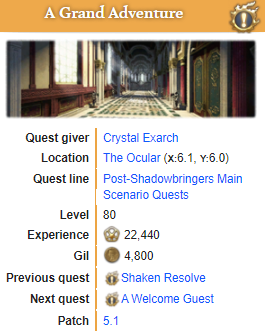 A Grand Adventure
Quest giver Crystal Exarch
Location The Ocular (x:6.1, Y:6.0)
Quest line Post-Shadowbringers Main
Scenario Quests
Level 80
Experience 22,440
Gil 4,800
Previous quest Shaken Resolve
Next quest A Welcome Guest
Patch 5.1